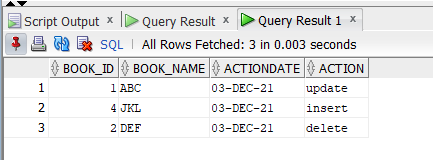 Script Output x Query Result x Query Result 1 x
SQL | All Rows Fetched: 3 in 0.003 seconds
BOOK_ID BOOK_NAME ACTIONDATE ACTION
1 1 ABC 03-DEC-21 update
2 4 JKL 03-DEC-21 insert
3 2 DEF 03-DEC-21 delete